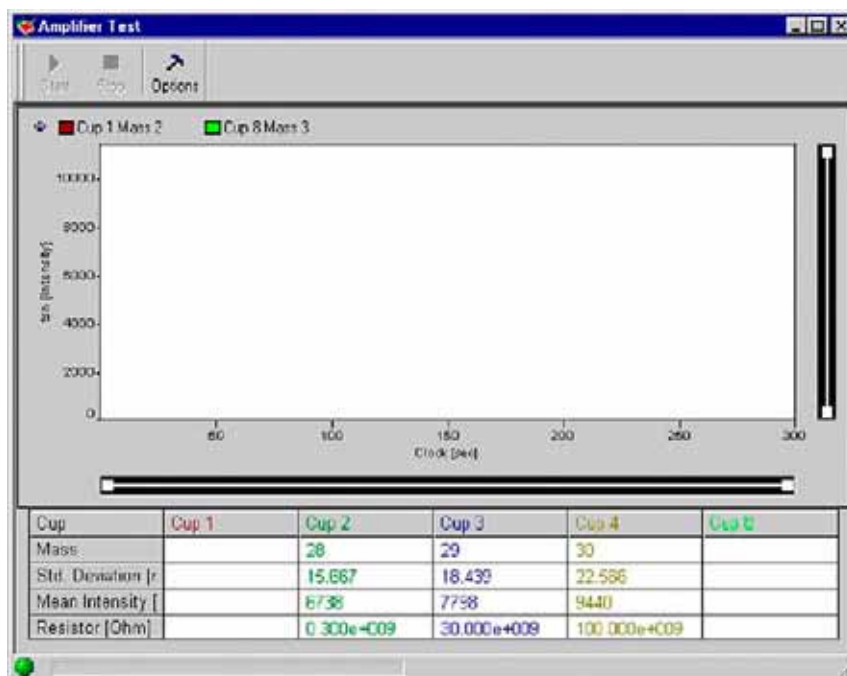 Amplifier Test
Start Stop Options
Cup 1 Mass 2 Cup 8 Mass 3
10000
8000
6000
4000
2000
0
[Intensity]
50 100 150 200 250 300
Clock [sec]
Cup Cup 1 Cup 2 Cup 3 Cup 4 Cup 8
Mass 28 29 30
Std. Deviation [r 15.667 18.439 22.586
Mean Intensity [ 6738 7798 9440
Resistor [Ohm] 0.300e+009 30.000e+009 100.000e+009